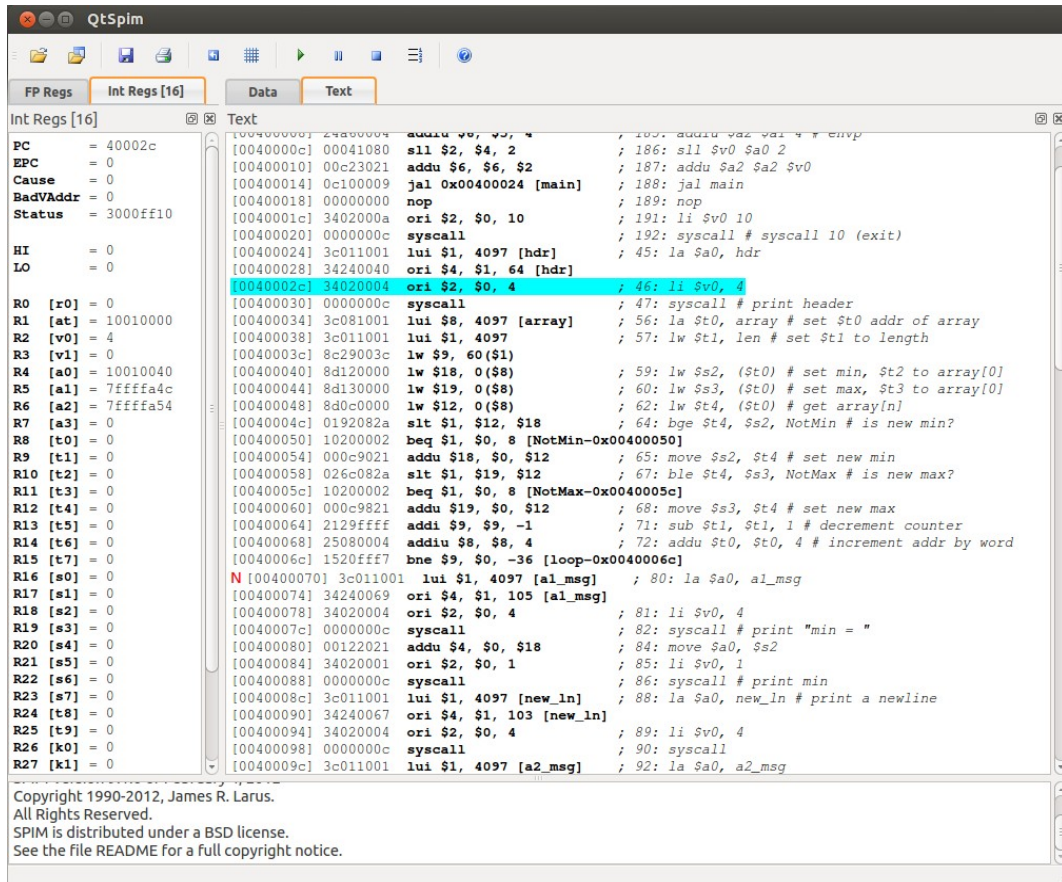 QtSpim
FP Regs
Int Regs [16]
Data
Text
Int Regs [16]
PC = 40002c
EPC = 0
Cause = 0
BadVAddr = 0
Status = 3000ff10
HI = 0
LO = 0
R0 [r0] = 0
R1 [at] = 10010000
R2 [v0] = 4
R3 [v1] = 0
R4 [a0] = 10010040
R5 [a1] = 7ffffa4c
R6 [a2] = 7ffffa54
R7 [a3] = 0
R8 [t0] = 0
R9 [t1] = 0
R10 [t2] = 0
R11 [t3] = 0
R12 [t4] = 0
R13 [t5] = 0
R14 [t6] = 0
R15 [t7] = 0
R16 [s0] = 0
R17 [s1] = 0
R18 [s2] = 0
R19 [s3] = 0
R20 [s4] = 0
R21 [s5] = 0
R22 [s6] = 0
R23 [s7] = 0
R24 [t8] = 0
R25 [t9] = 0
R26 [k0] = 0
R27 [k1] = 0
Text
[00400008] 24a60004 addiu $6, $5, 4 ; 185: addiu $a2 $a1 4 # envp
[0040000c] 00041080 sll $2, $4, 2 ; 186: sll $v0 $a0 2
[00400010] 00c23021 addu $6, $6, $2 ; 187: addu $a2 $a2 $v0
[00400014] 0c100009 jal 0x00400024 [main] ; 188: jal main
[00400018] 00000000 nop ; 189: nop
[0040001c] 3402000a ori $2, $0, 10 ; 191: li $v0 10
[00400020] 0000000c syscall ; 192: syscall # syscall 10 (exit)
[00400024] 3c011001 lui $1, 4097 [hdr] ; 45: la $a0, hdr
[00400028] 34240040 ori $4, $1, 64 [hdr]
[0040002c] 34020004 ori $2, $0, 4 ; 46: li $v0, 4
[00400030] 0000000c syscall ; 47: syscall # print header
[00400034] 3c081001 lui $8, 4097 [array] ; 56: la $t0, array # set $t0 addr of array
[00400038] 3c011001 lui $1, 4097 ; 57: lw $t1, len # set $t1 to length
[0040003c] 8c29003c lw $9, 60($1)
[00400040] 8d120000 lw $18, 0($8) ; 59: lw $s2, ($t0) # set min, $t2 to array[0]
[00400044] 8d130000 lw $19, 0($8) ; 60: lw $s3, ($t0) # set max, $t3 to array[0]
[00400048] 8d0c0000 lw $12, 0($8) ; 62: lw $t4, ($t0) # get array[n]
[0040004c] 0192082a slt $1, $12, $18 ; 64: bge $t4, $s2, NotMin # is new min?
[00400050] 10200002 beq $1, $0, 8 [NotMin-0x00400050]
[00400054] 000c9021 addu $18, $0, $12 ; 65: move $s2, $t4 # set new min
[00400058] 026c082a slt $1, $19, $12 ; 67: ble $t4, $s3, NotMax # is new max?
[0040005c] 10200002 beq $1, $0, 8 [NotMax-0x0040005c]
[00400060] 000c9821 addu $19, $0, $12 ; 68: move $s3, $t4 # set new max
[00400064] 2129ffff addi $9, $9, -1 ; 71: sub $t1, $t1, 1 # decrement counter
[00400068] 25080004 addiu $8, $8, 4 ; 72: addu $t0, $t0, 4 # increment addr by word
[0040006c] 1520fff7 bne $9, $0, -36 [loop-0x0040006c]
N [00400070] 3c011001 lui $1, 4097 [a1_msg] ; 80: la $a0, a1_msg
[00400074] 34240069 ori $4, $1, 105 [a1_msg]
[00400078] 34020004 ori $2, $0, 4 ; 81: li $v0, 4
[0040007c] 0000000c syscall ; 82: syscall # print "min = "
[00400080] 00122021 addu $4, $0, $18 ; 84: move $a0, $s2
[00400084] 34020001 ori $2, $0, 1 ; 85: li $v0, 1
[00400088] 0000000c syscall ; 86: syscall # print min
[0040008c] 3c011001 lui $1, 4097 [new_ln] ; 88: la $a0, new_ln # print a newline
[00400090] 34240067 ori $4, $1, 103 [new_ln]
[00400094] 34020004 ori $2, $0, 4 ; 89: li $v0, 4
[00400098] 0000000c syscall ; 90: syscall
[0040009c] 3c011001 lui $1, 4097 [a2_msg] ; 92: la $a0, a2_msg
Copyright 1990-2012, James R. Larus.
All Rights Reserved.
SPIM is distributed under a BSD license.
See the file README for a full copyright notice.